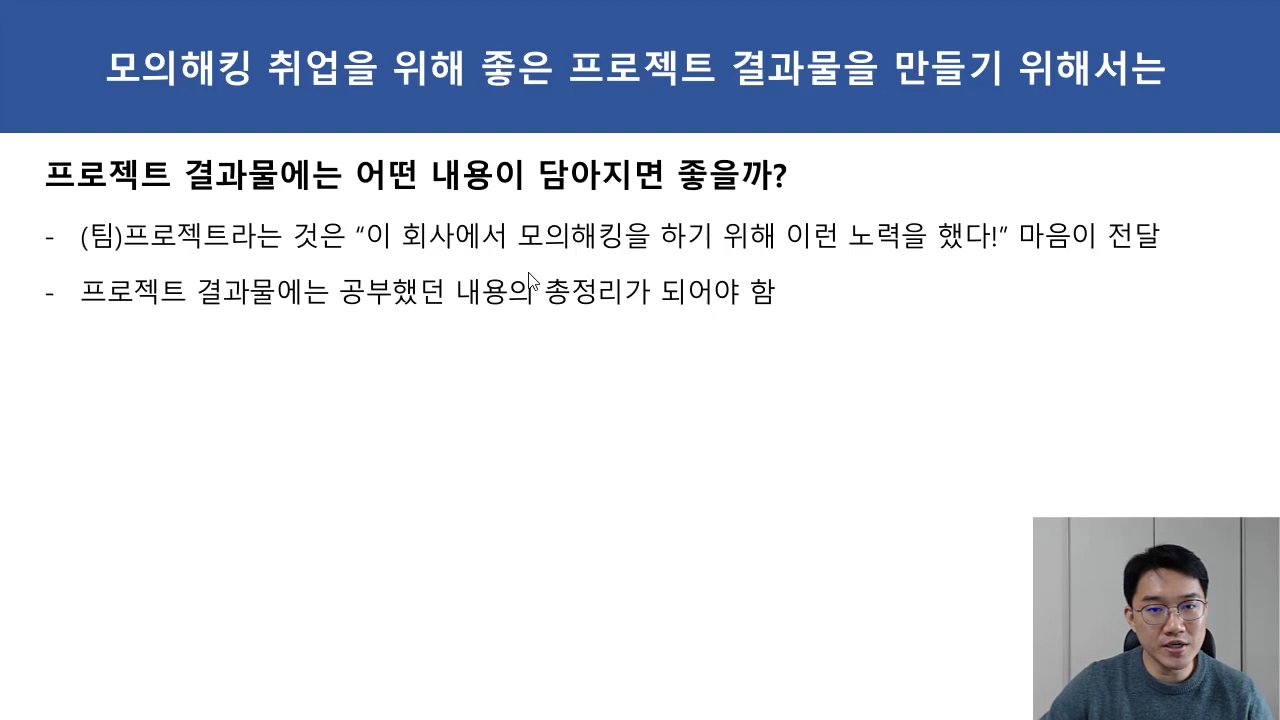 모의해킹 취업을 위해 좋은 프로젝트 결과물을 만들기 위해서는
프로젝트 결과물에는 어떤 내용이 담아지면 좋을까?
- (팀)프로젝트라는 것은 “이 회사에서 모의해킹을 하기 위해 이런 노력을 했다!” 마음이 전달
- 프로젝트 결과물에는 공부했던 내용의 총정리가 되어야 함